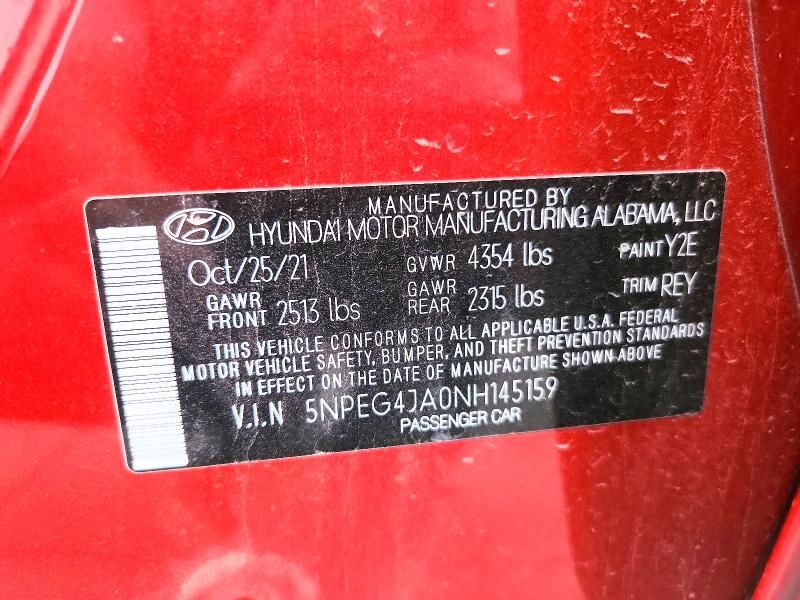 MANUFACTURED BY
HYUNDAI MOTOR MANUFACTURING ALABAMA, LLC
Oct/25/21 GVWR 4354 lbs PAINT Y2E
GAWR FRONT 2513 lbs GAWR REAR 2315 lbs TRIM REY
THIS VEHICLE CONFORMS TO ALL APPLICABLE U.S.A. FEDERAL
MOTOR VEHICLE SAFETY, BUMPER, AND THEFT PREVENTION STANDARDS
IN EFFECT ON THE DATE OF MANUFACTURE SHOWN ABOVE
V.I.N 5NPEG4JA0NH145159
PASSENGER CAR